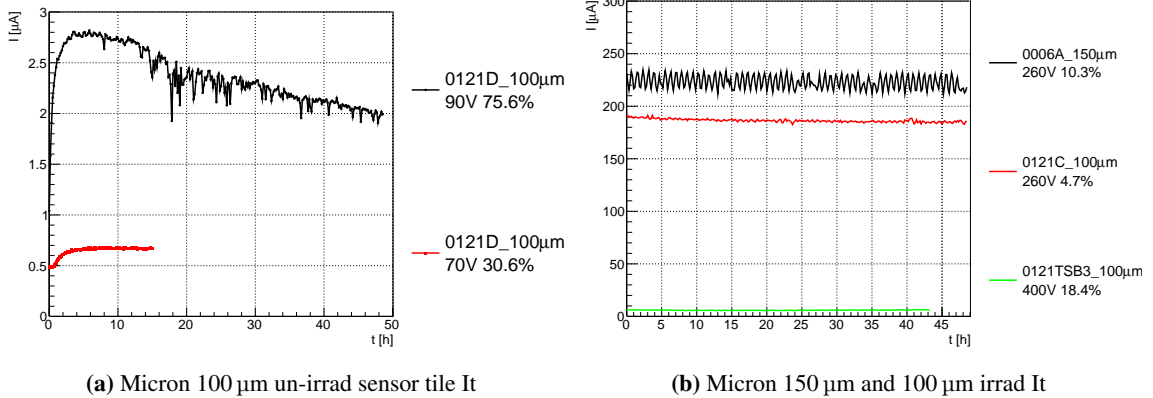 I [µA]
3
2.5
2
1.5
1
0.5
0
0 10 20 30 40 50
t [h]
0121D_100µm
90V 75.6%
0121D_100µm
70V 30.6%
(a) Micron 100 µm un-irrad sensor tile It
I [µA]
300
250
200
150
100
50
0
0 5 10 15 20 25 30 35 40 45
t [h]
0006A_150µm
260V 10.3%
0121C_100µm
260V 4.7%
0121TSB3_100µm
400V 18.4%
(b) Micron 150 µm and 100 µm irrad It